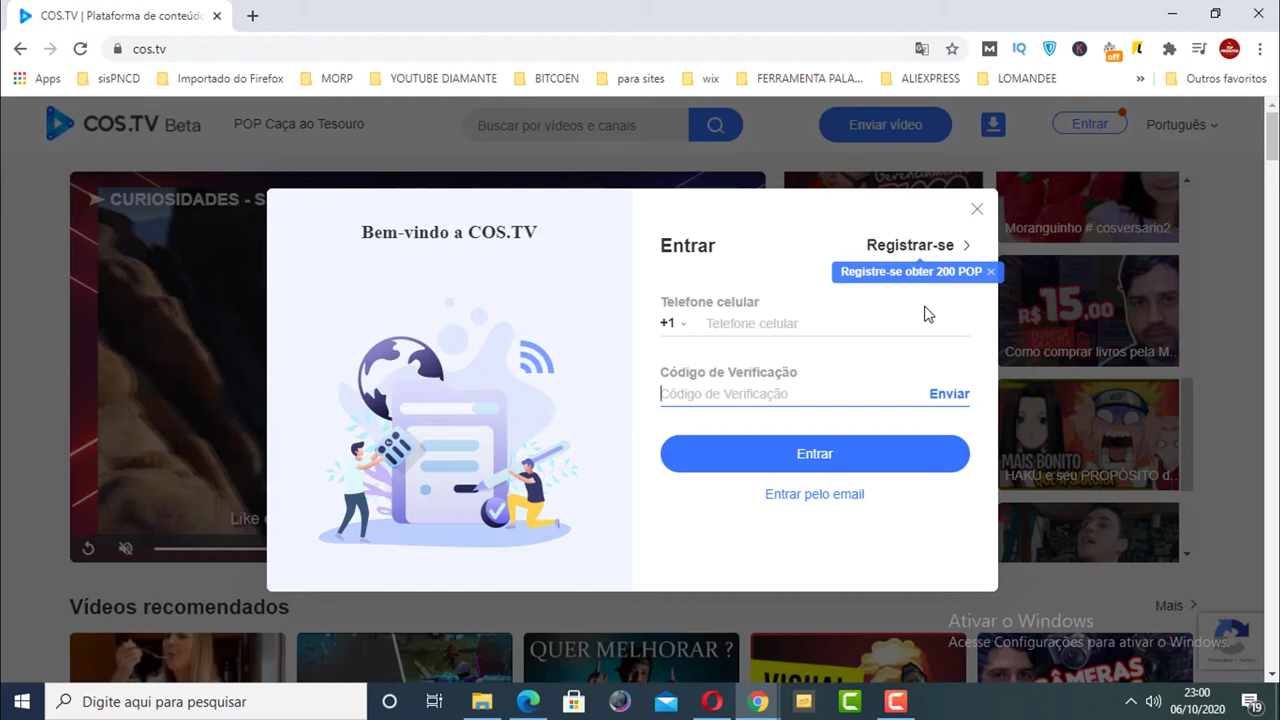 COS.TV | Plataforma de conteúdo
cos.tv
off
Apps
sisPNCD
Importado do Firefox
MORP
YOUTUBE DIAMANTE
BITCOEN
para sites
wix
FERRAMENTA PALA...
ALIEXPRESS
LOMANDEE
»
Outros favoritos
COS.TV Beta
POP Caça ao Tesouro
Buscar por vídeos e canais
Enviar vídeo
Entrar
Português
CURIOSIDADES - S
Moranguinho # cosversario2
R$15,00
Como comprar livros pela M...
MAIS BONITO
HAKU e seu PROPÓSITO d...
Like
Bem-vindo a COS.TV
Entrar
Registrar-se
Registre-se obter 200 POP
Telefone celular
+1
Telefone celular
Código de Verificação
Código de Verificação
Enviar
Entrar
Entrar pelo email
Vídeos recomendados
Mais
QUER MELHORAR ?
Ativar o Windows
Acesse Configurações para ativar o Windows.
Digite aqui para pesquisar
23:00
06/10/2020
19